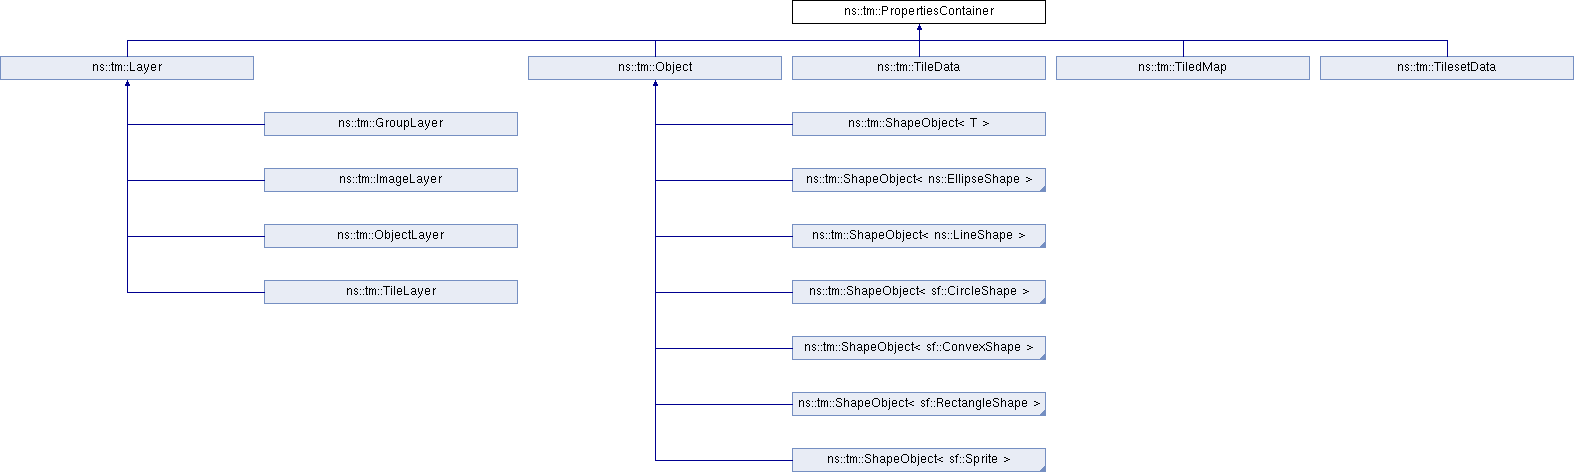 ns::tm::PropertiesContainer
ns::tm::Layer
ns::tm::Object
ns::tm::TileData
ns::tm::TiledMap
ns::tm::TilesetData
ns::tm::GroupLayer
ns::tm::ShapeObject< T >
ns::tm::ImageLayer
ns::tm::ShapeObject< ns::EllipseShape >
ns::tm::ObjectLayer
ns::tm::ShapeObject< ns::LineShape >
ns::tm::TileLayer
ns::tm::ShapeObject< sf::CircleShape >
ns::tm::ShapeObject< sf::ConvexShape >
ns::tm::ShapeObject< sf::RectangleShape >
ns::tm::ShapeObject< sf::Sprite >